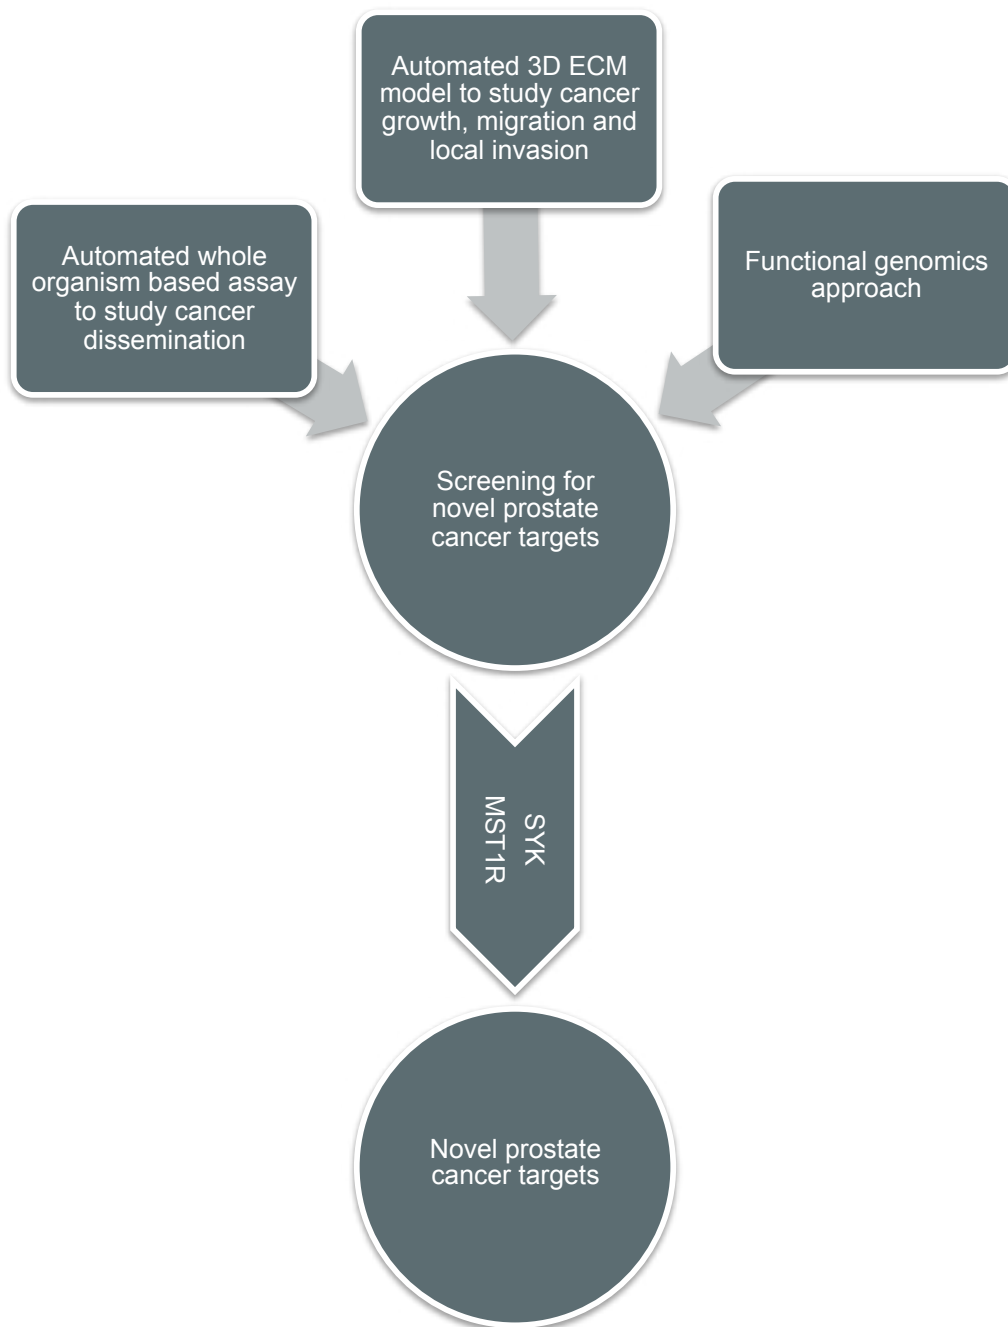 Automated 3D ECM
model to study cancer
growth, migration and
local invasion
Automated whole
organism based assay
to study cancer
dissemination
Functional genomics
approach
Screening for
novel prostate
cancer targets
SYK
MST1R
Novel prostate
cancer targets